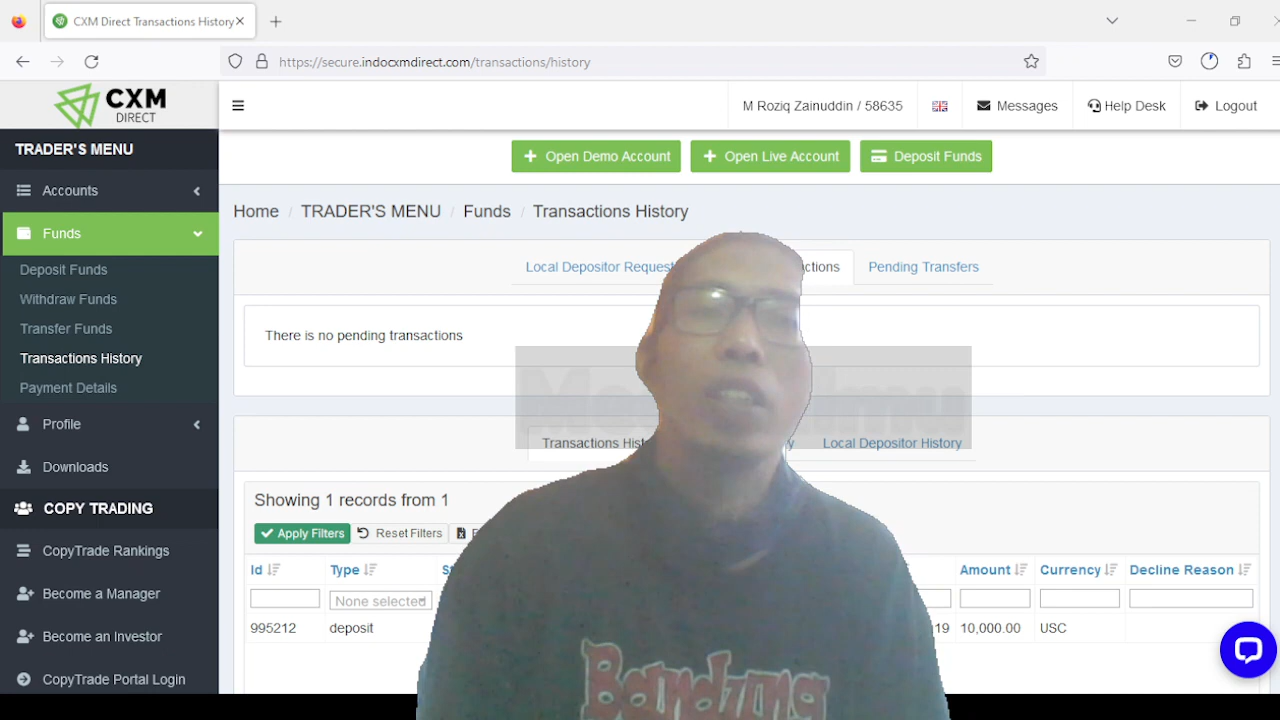 CXM Direct Transactions History
https://secure.indocxmdirect.com/transactions/history
CXM
DIRECT
M Roziq Zainuddin / 58635
Messages
Help Desk
Logout
TRADER'S MENU
Open Demo Account
Open Live Account
Deposit Funds
Accounts
Home / TRADER'S MENU / Funds / Transactions History
Funds
Local Depositor Request
ctions
Pending Transfers
Deposit Funds
Withdraw Funds
Transfer Funds
There is no pending transactions
Transactions History
Payment Details
Profile
Transactions Hist
y
Local Depositor History
Downloads
Showing 1 records from 1
COPY TRADING
Apply Filters
Reset Filters
CopyTrade Rankings
Id
Type
Amount
Currency
Decline Reason
Become a Manager
None selected
995212
deposit
19
10,000.00
USC
Become an Investor
CopyTrade Portal Login
Bandung